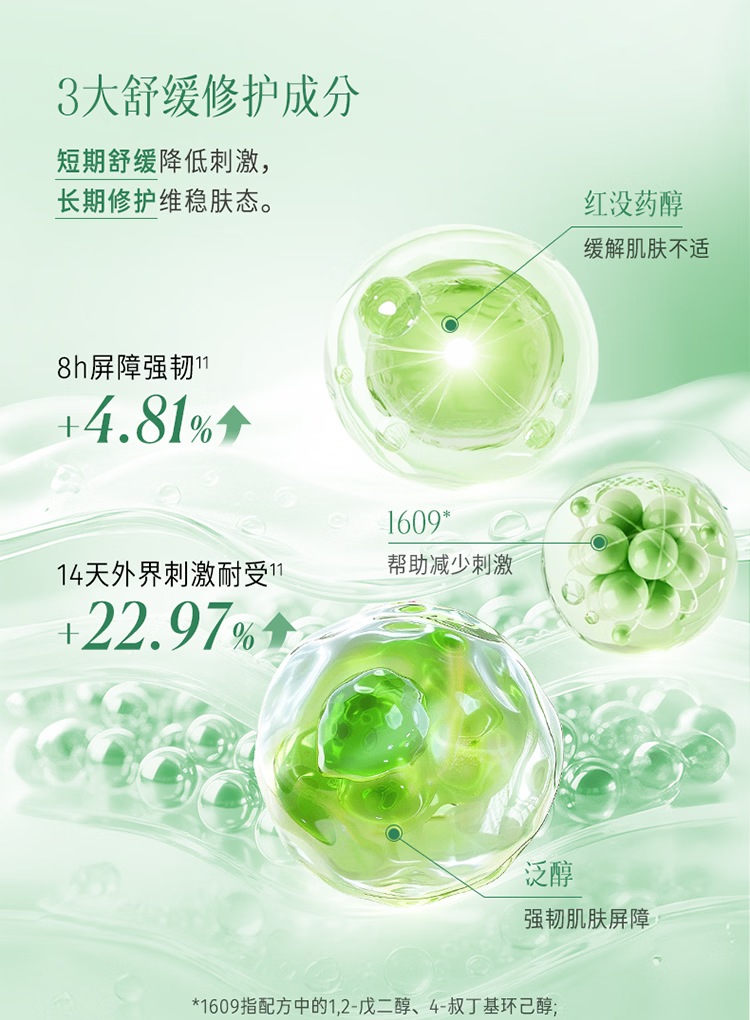 3大舒缓修护成分
短期舒缓降低刺激，
长期修护维稳肤态。
红没药醇
缓解肌肤不适
8h屏障强韧11
+4.81%
1609*
帮助减少刺激
14天外界刺激耐受11
+22.97%
泛醇
强韧肌肤屏障
*1609指配方中的1,2-戊二醇、4-叔丁基环己醇;